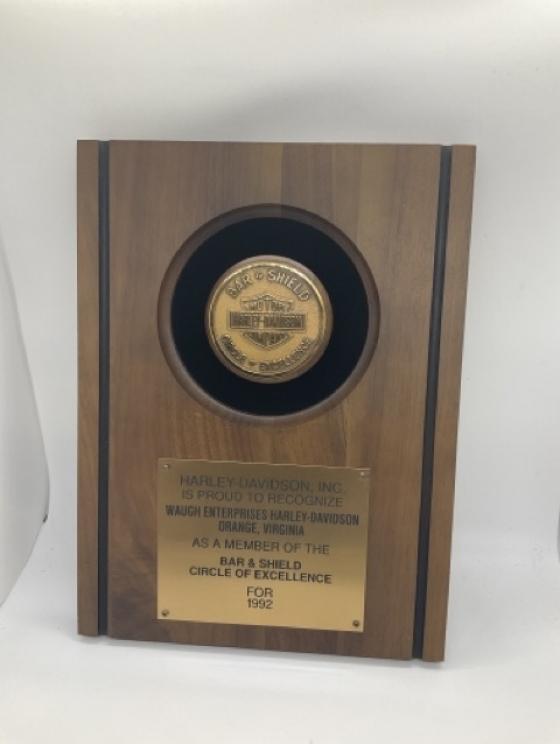 BAR & SHIELD
MOTOR
HARLEY-DAVIDSON
CIRCLE OF EXCELLENCE
HARLEY-DAVIDSON, INC.
IS PROUD TO RECOGNIZE
WAUGH ENTERPRISES HARLEY-DAVIDSON
ORANGE, VIRGINIA
AS A MEMBER OF THE
BAR & SHIELD
CIRCLE OF EXCELLENCE
FOR
1992